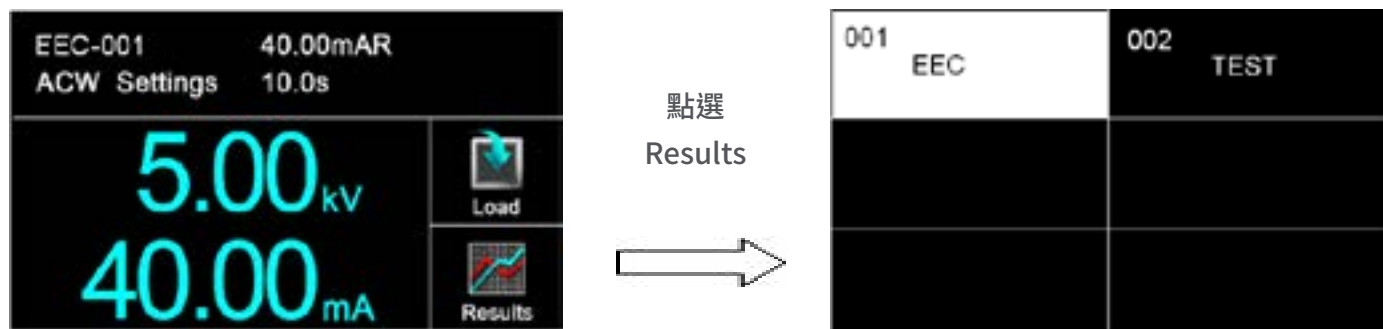 EEC-001 40.00mAR
ACW Settings 10.0s
5.00kV
Load
40.00mA
Results
點選
Results
001
EEC
002
TEST